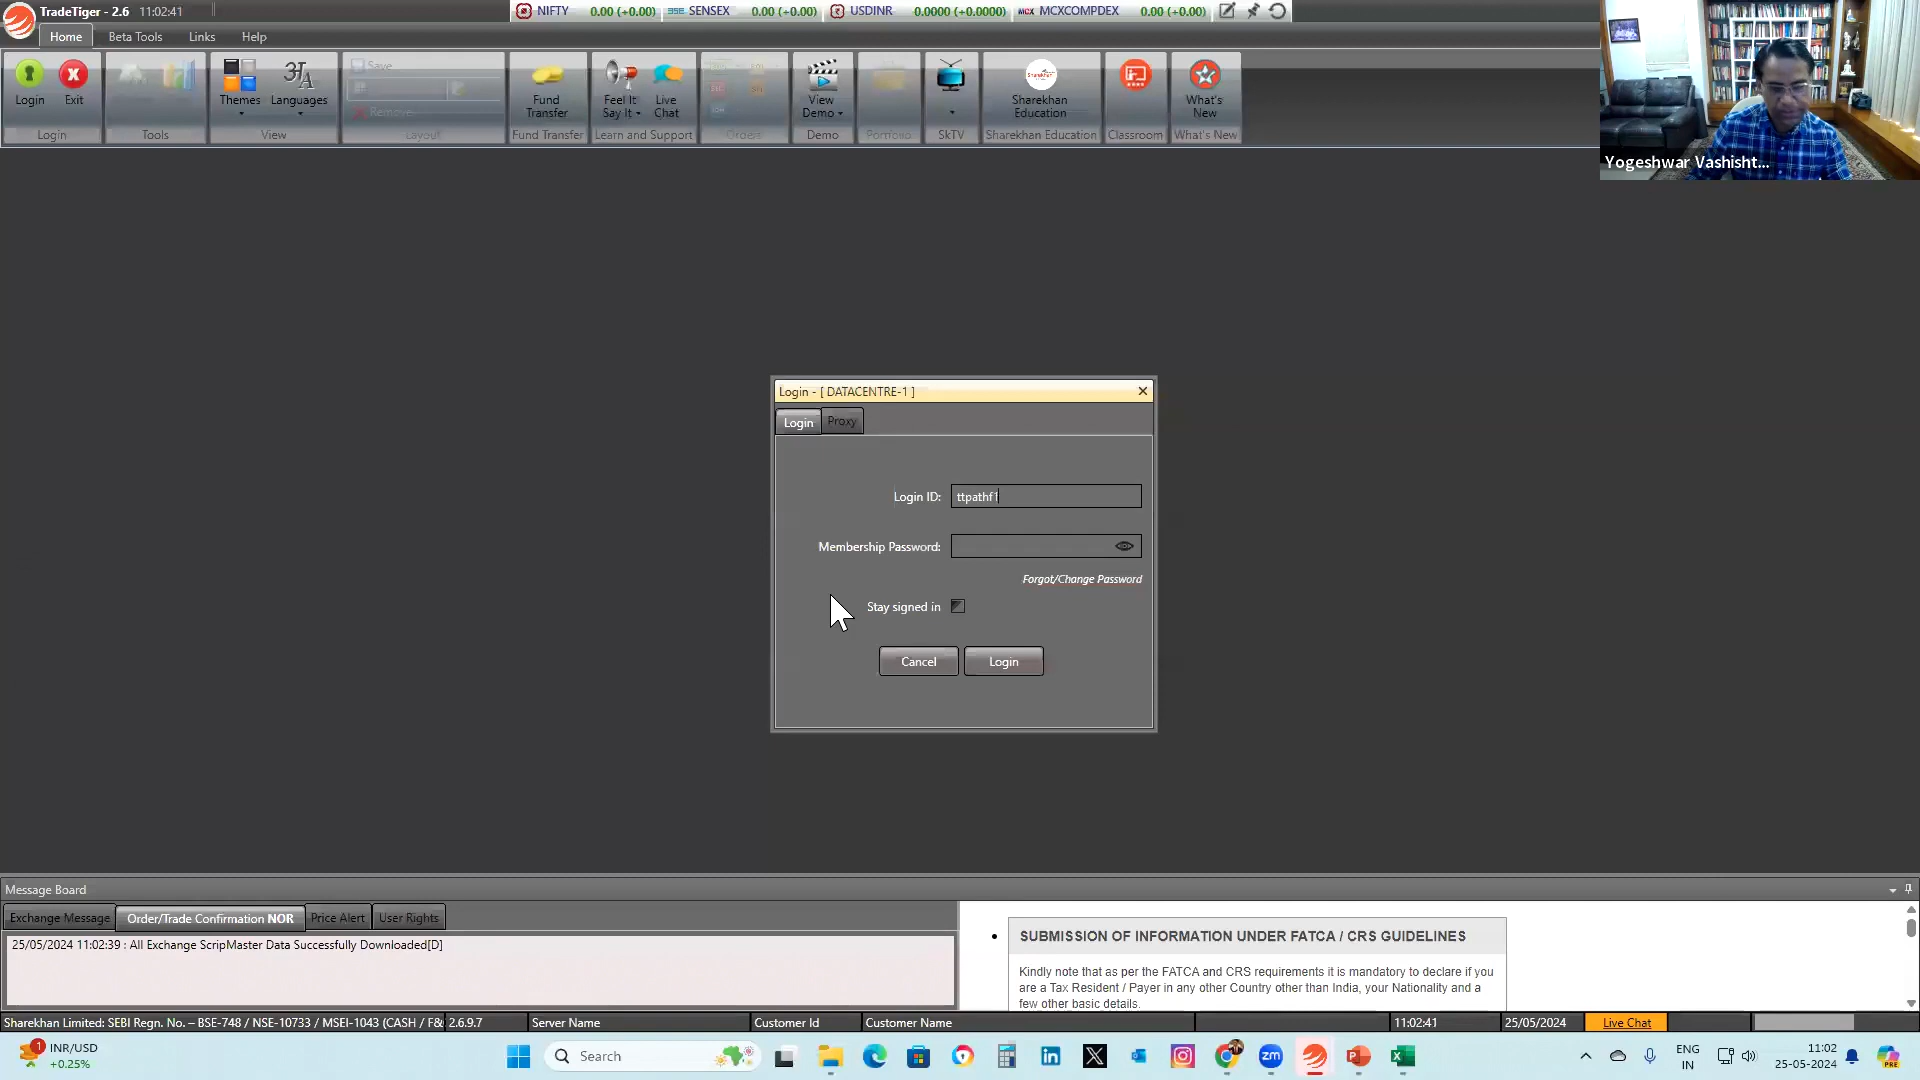 TradeTiger - 2.6 11:02:41
NIFTY 0.00 (+0.00) BSE SENSEX 0.00 (+0.00) USDINR 0.0000 (+0.0000) MCX MCXCOMPDEX 0.00 (+0.00)
Home Beta Tools Links Help
Save
Login Exit Themes Languages Fund Transfer Feel It Say It Live Chat View Demo Sharekhan Education What's New
Remove
Login Tools View Layout Fund Transfer Learn and Support Orders Demo Portfolio SkTV Sharekhan Education Classroom What's New
Yogeshwar Vashisht...
Login - [ DATACENTRE-1 ]
Login Proxy
Login ID: ttpathf1
Membership Password:
Forgot/Change Password
Stay signed in
Cancel Login
Message Board
Exchange Message Order/Trade Confirmation NOR Price Alert User Rights
25/05/2024 11:02:39 : All Exchange ScripMaster Data Successfully Downloaded[D]
SUBMISSION OF INFORMATION UNDER FATCA / CRS GUIDELINES
Kindly note that as per the FATCA and CRS requirements it is mandatory to declare if you
are a Tax Resident / Payer in any other Country other than India, your Nationality and a
few other basic details.
Sharekhan Limited: SEBI Regn. No. – BSE-748 / NSE-10733 / MSEI-1043 (CASH / F& 2.6.9.7 Server Name Customer Id Customer Name 11:02:41 25/05/2024 Live Chat
1 INR/USD
+0.25%
Search
zm
ENG
IN
11:02
25-05-2024
PRE